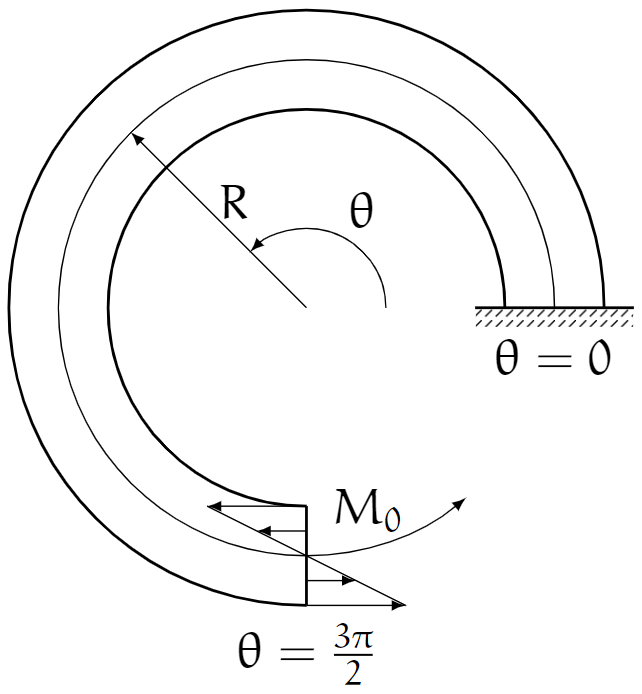 R
θ
θ = 0
M₀
θ = 3π/2